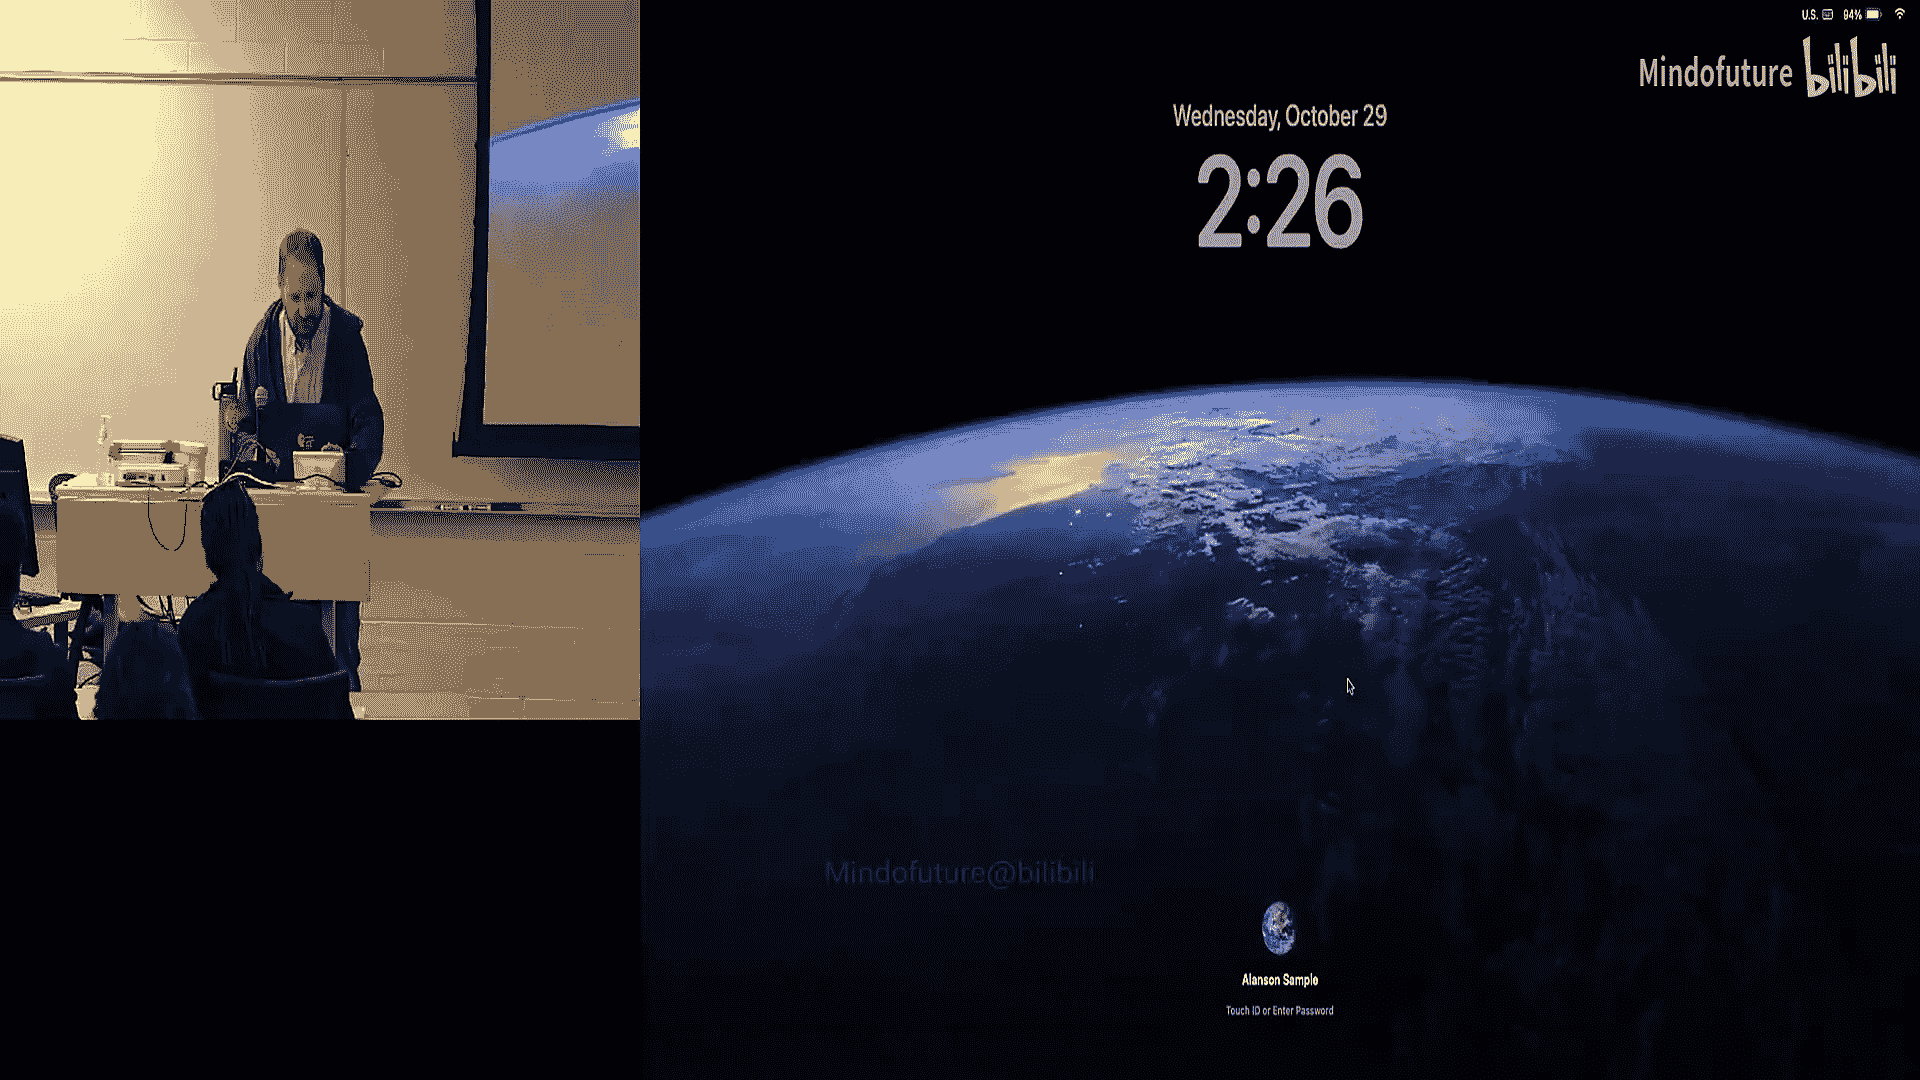 U.S. 94%
Mindofuture bilibili
Wednesday, October 29
2:26
Mindofuture@bilibili
Alanson Sample
Touch ID or Enter Password